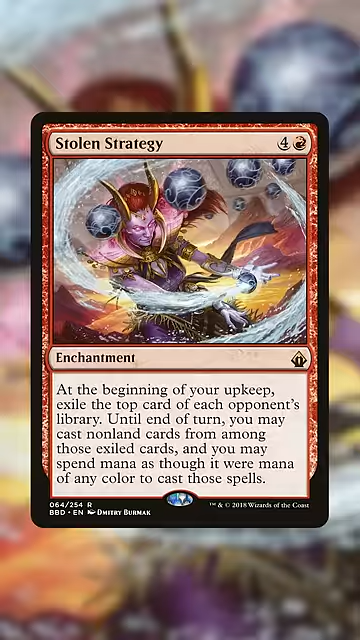 Stolen Strategy 4
Enchantment
At the beginning of your upkeep,
exile the top card of each opponent's
library. Until end of turn, you may
cast nonland cards from among
those exiled cards, and you may
spend mana as though it were mana
of any color to cast those spells.
064/254 R
BBD • EN Dmitry Burmak
™ & © 2018 Wizards of the Coast